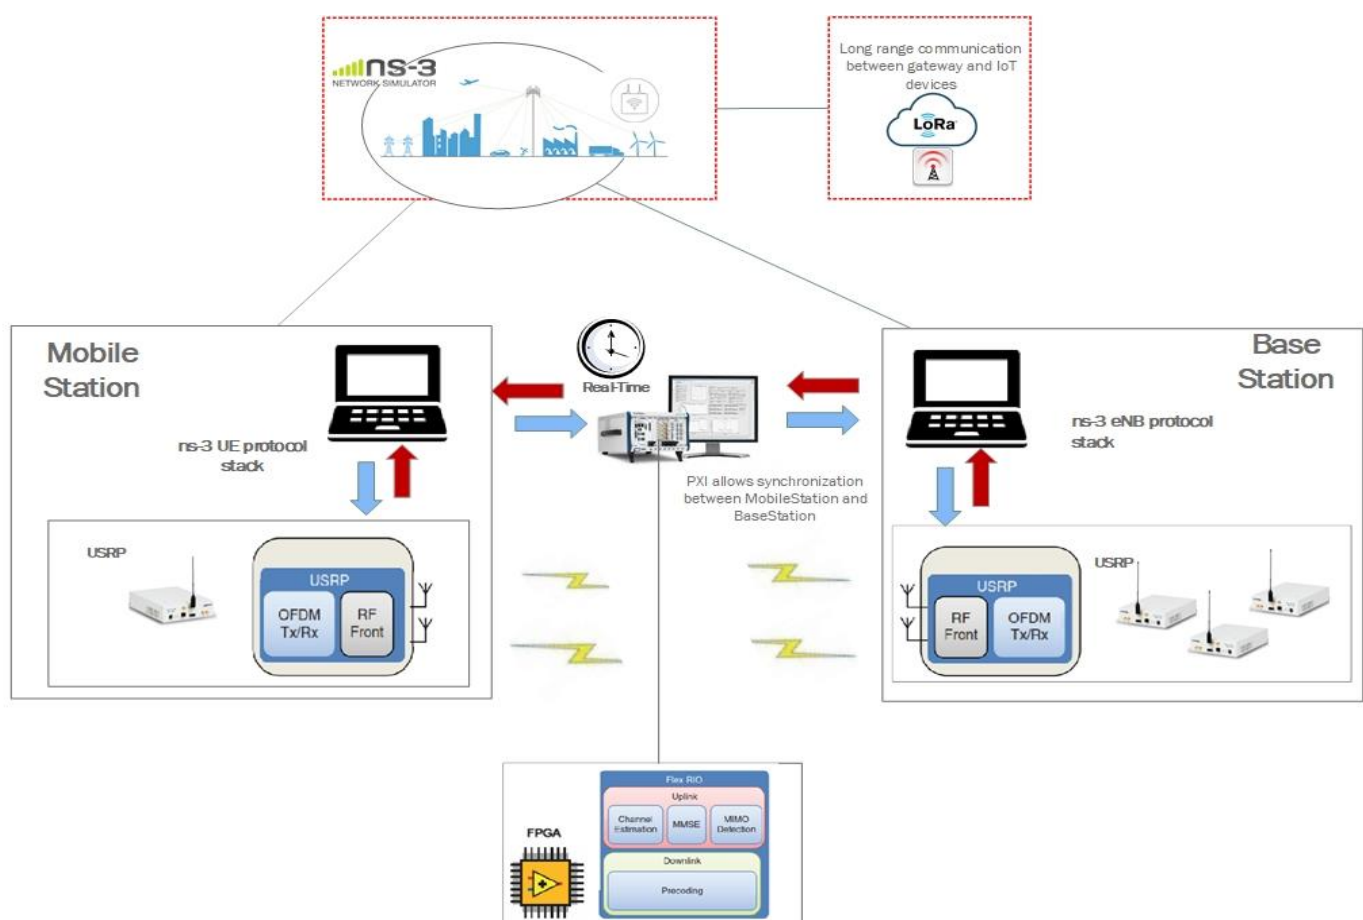 ns-3
NETWORK SIMULATOR
Long range communication
between gateway and IoT
devices
LoRa
Mobile
Station
Real-Time
Base
Station
ns-3 UE protocol
stack
ns-3 eNB protocol
stack
PXI allows synchronization
between MobileStation and
BaseStation
USRP
USRP
OFDM
Tx/Rx
RF
Front
USRP
RF
Front
OFDM
Tx/Rx
USRP
FPGA
Flex RIO
Uplink
Channel
Estimation
MMSE
MIMO
Detection
Downlink
Precoding